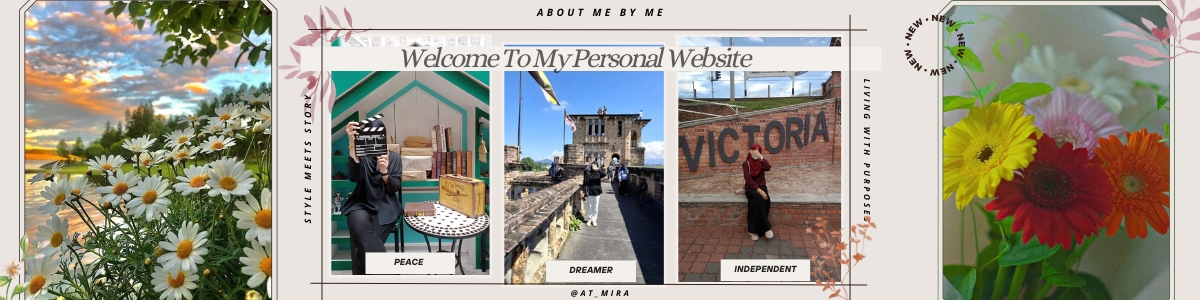 ABOUT ME BY ME
Welcome To My Personal Website
NEW • NEW • NEW • NEW • NEW •
STYLE MEETS STORY
LIVING WITH PURPOSE
VICTORIA
PEACE
DREAMER
INDEPENDENT
@AT_MIRA